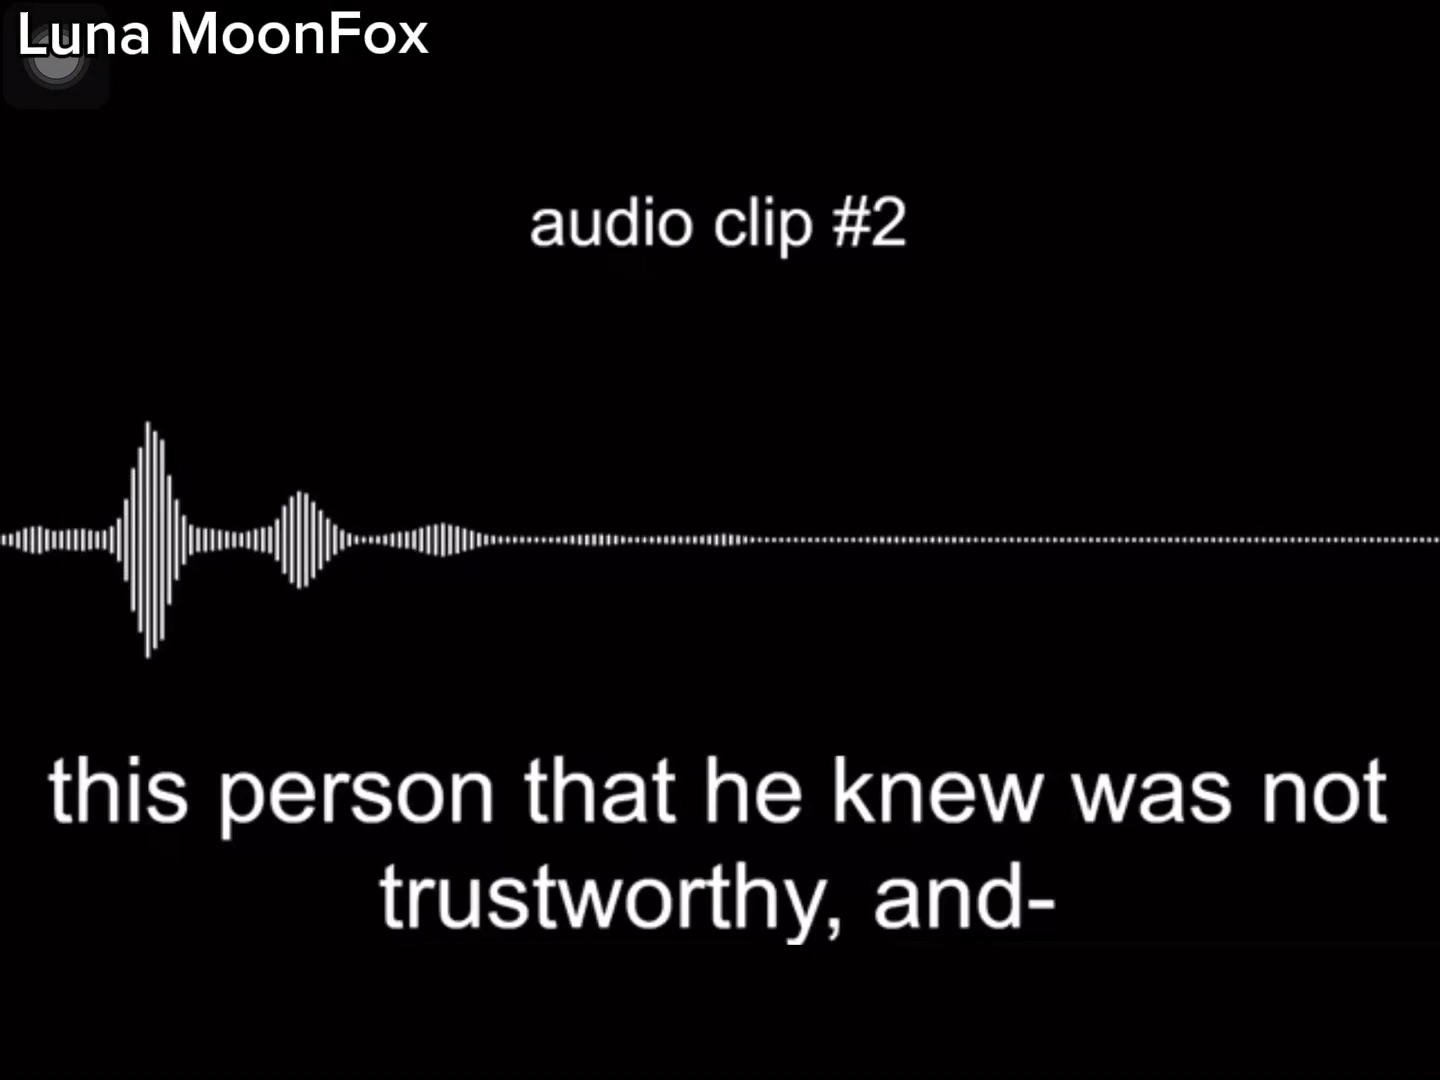 Luna MoonFox
audio clip #2
this person that he knew was not
trustworthy, and-